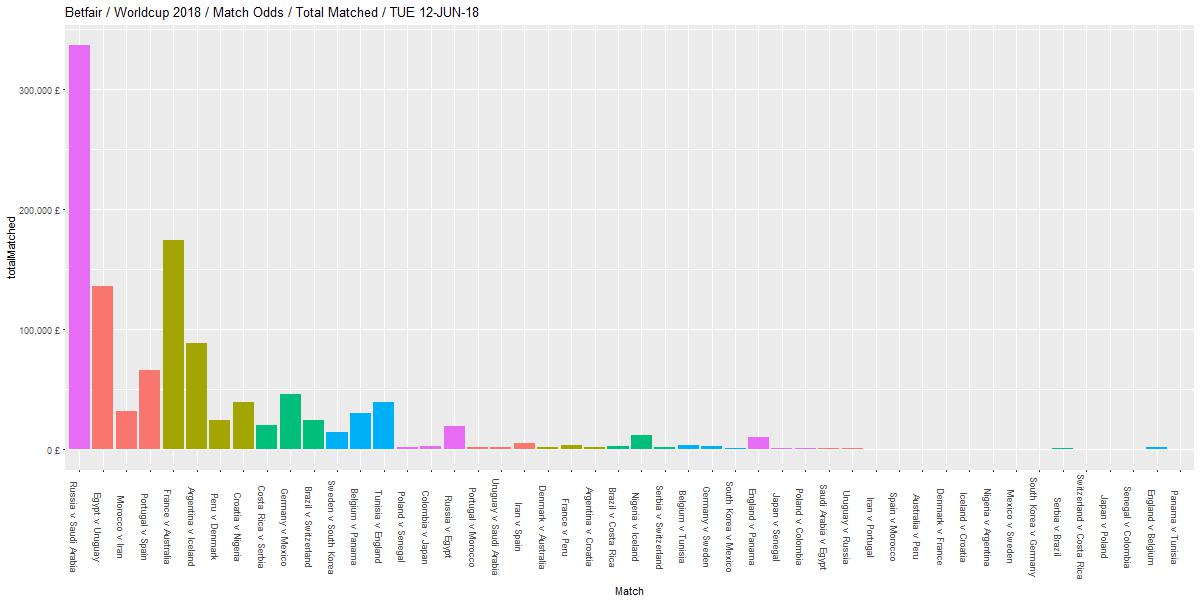 Betfair / Worldcup 2018 / Match Odds / Total Matched / TUE 12-JUN-18
totalMatched
300,000 £
200,000 £
100,000 £
0 £
Russia v Saudi Arabia
Egypt v Uruguay
Morocco v Iran
Portugal v Spain
France v Australia
Argentina v Iceland
Peru v Denmark
Croatia v Nigeria
Costa Rica v Serbia
Germany v Mexico
Brazil v Switzerland
Sweden v South Korea
Belgium v Panama
Tunisia v England
Poland v Senegal
Colombia v Japan
Russia v Egypt
Portugal v Morocco
Uruguay v Saudi Arabia
Iran v Spain
Denmark v Australia
France v Peru
Argentina v Croatia
Brazil v Costa Rica
Nigeria v Iceland
Serbia v Switzerland
Belgium v Tunisia
Germany v Sweden
South Korea v Mexico
England v Panama
Japan v Senegal
Poland v Colombia
Saudi Arabia v Egypt
Uruguay v Russia
Iran v Portugal
Spain v Morocco
Australia v Peru
Denmark v France
Iceland v Croatia
Nigeria v Argentina
Mexico v Sweden
South Korea v Germany
Serbia v Brazil
Switzerland v Costa Rica
Japan v Poland
Senegal v Colombia
England v Belgium
Panama v Tunisia
Match